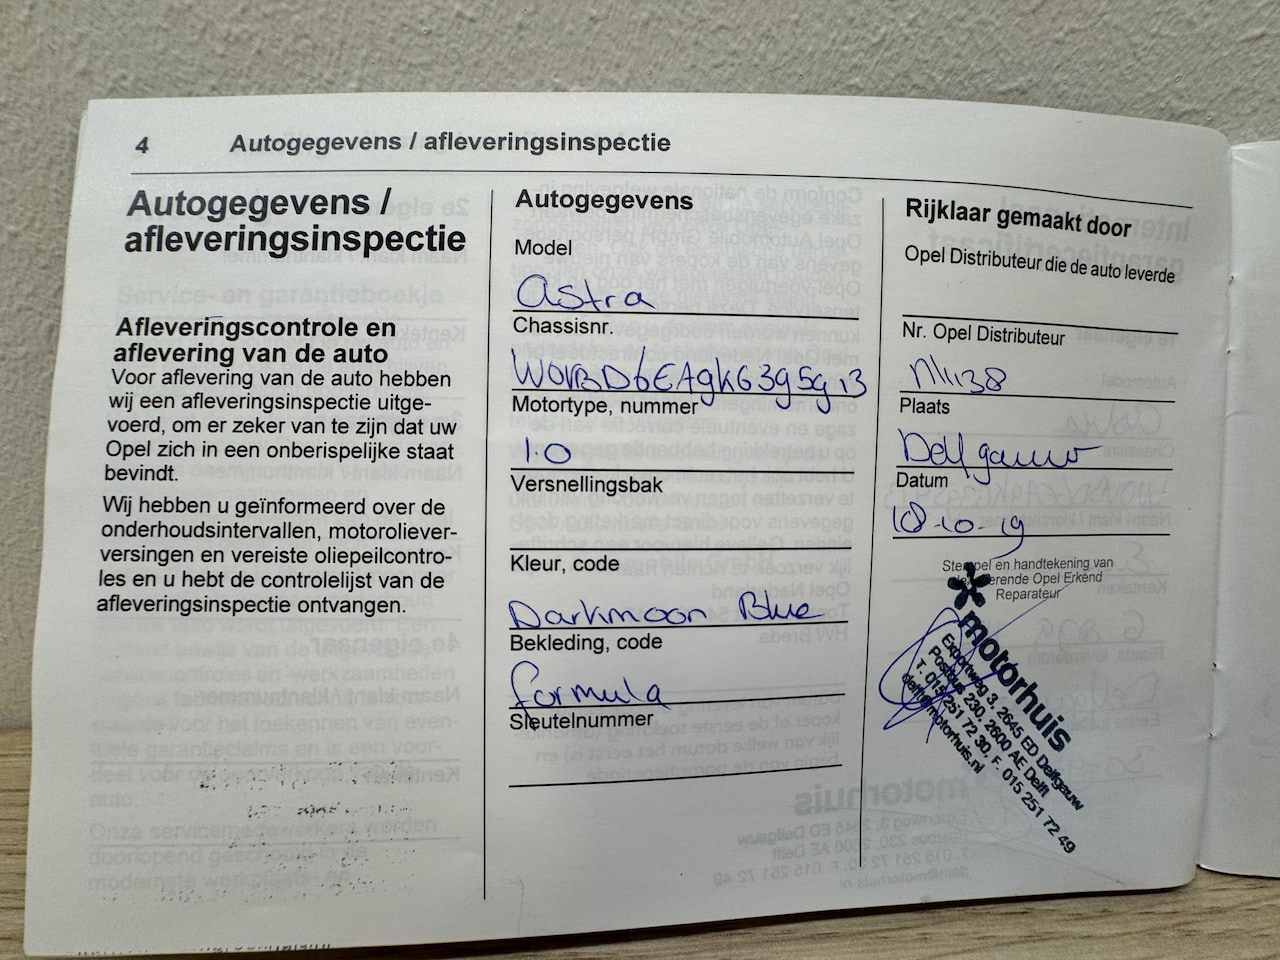 4 Autogegevens / afleveringsinspectie
Autogegevens /
afleveringsinspectie
Afleveringscontrole en
aflevering van de auto
Voor aflevering van de auto hebben
wij een afleveringsinspectie uitge-
voerd, om er zeker van te zijn dat uw
Opel zich in een onberispelijke staat
bevindt.
Wij hebben u geïnformeerd over de
onderhoudsintervallen, motoroliever-
versingen en vereiste oliepeilcontro-
les en u hebt de controlelijst van de
afleveringsinspectie ontvangen.
Autogegevens
Model
Astra
Chassisnr.
W0VBD6EAgKG3g5g13
Motortype, nummer
1.0
Versnellingsbak
Kleur, code
Darkmoon Blue
Bekleding, code
formula
Sleutelnummer
Rijklaar gemaakt door
Opel Distributeur die de auto leverde
Nr. Opel Distributeur
Plaats
Delfgauw
Datum
18-10-19
Stempel en handtekening van
Opel Erkend
Reparateur
motorhuis
Exportweg 3, 2645 ED Delfgauw
Postbus 230, 2600 AE Delft
T. 015 251 72 30, F. 015 251 72 49
delft@motorhuis.nl